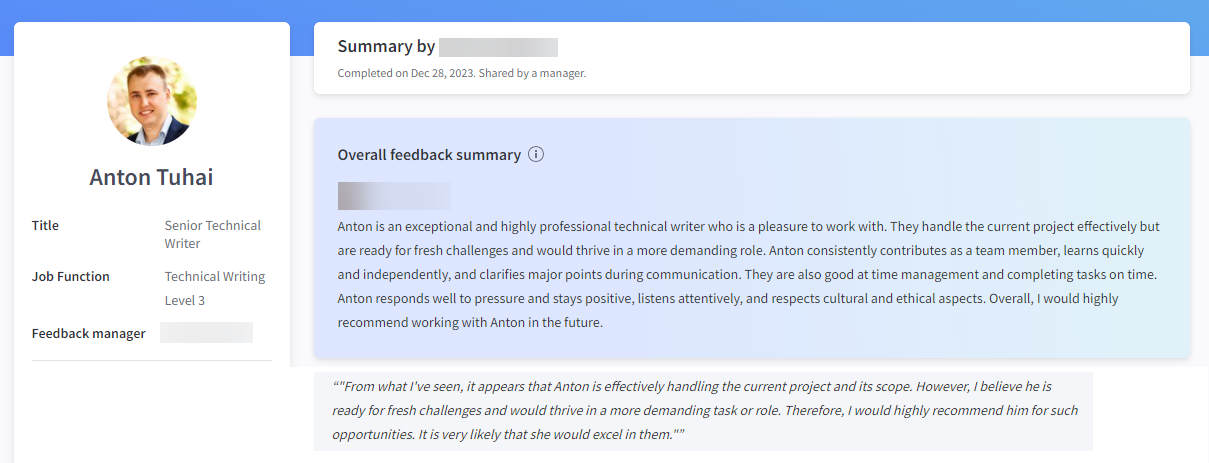 Anton Tuhai
Title
Senior Technical
Writer
Job Function
Technical Writing
Level 3
Feedback manager
Summary by
Completed on Dec 28, 2023. Shared by a manager.
Overall feedback summary
Anton is an exceptional and highly professional technical writer who is a pleasure to work with. They handle the current project effectively but
are ready for fresh challenges and would thrive in a more demanding role. Anton consistently contributes as a team member, learns quickly
and independently, and clarifies major points during communication. They are also good at time management and completing tasks on time.
Anton responds well to pressure and stays positive, listens attentively, and respects cultural and ethical aspects. Overall, I would highly
recommend working with Anton in the future.
“"From what I've seen, it appears that Anton is effectively handling the current project and its scope. However, I believe he is
ready for fresh challenges and would thrive in a more demanding task or role. Therefore, I would highly recommend him for such
opportunities. It is very likely that she would excel in them."”